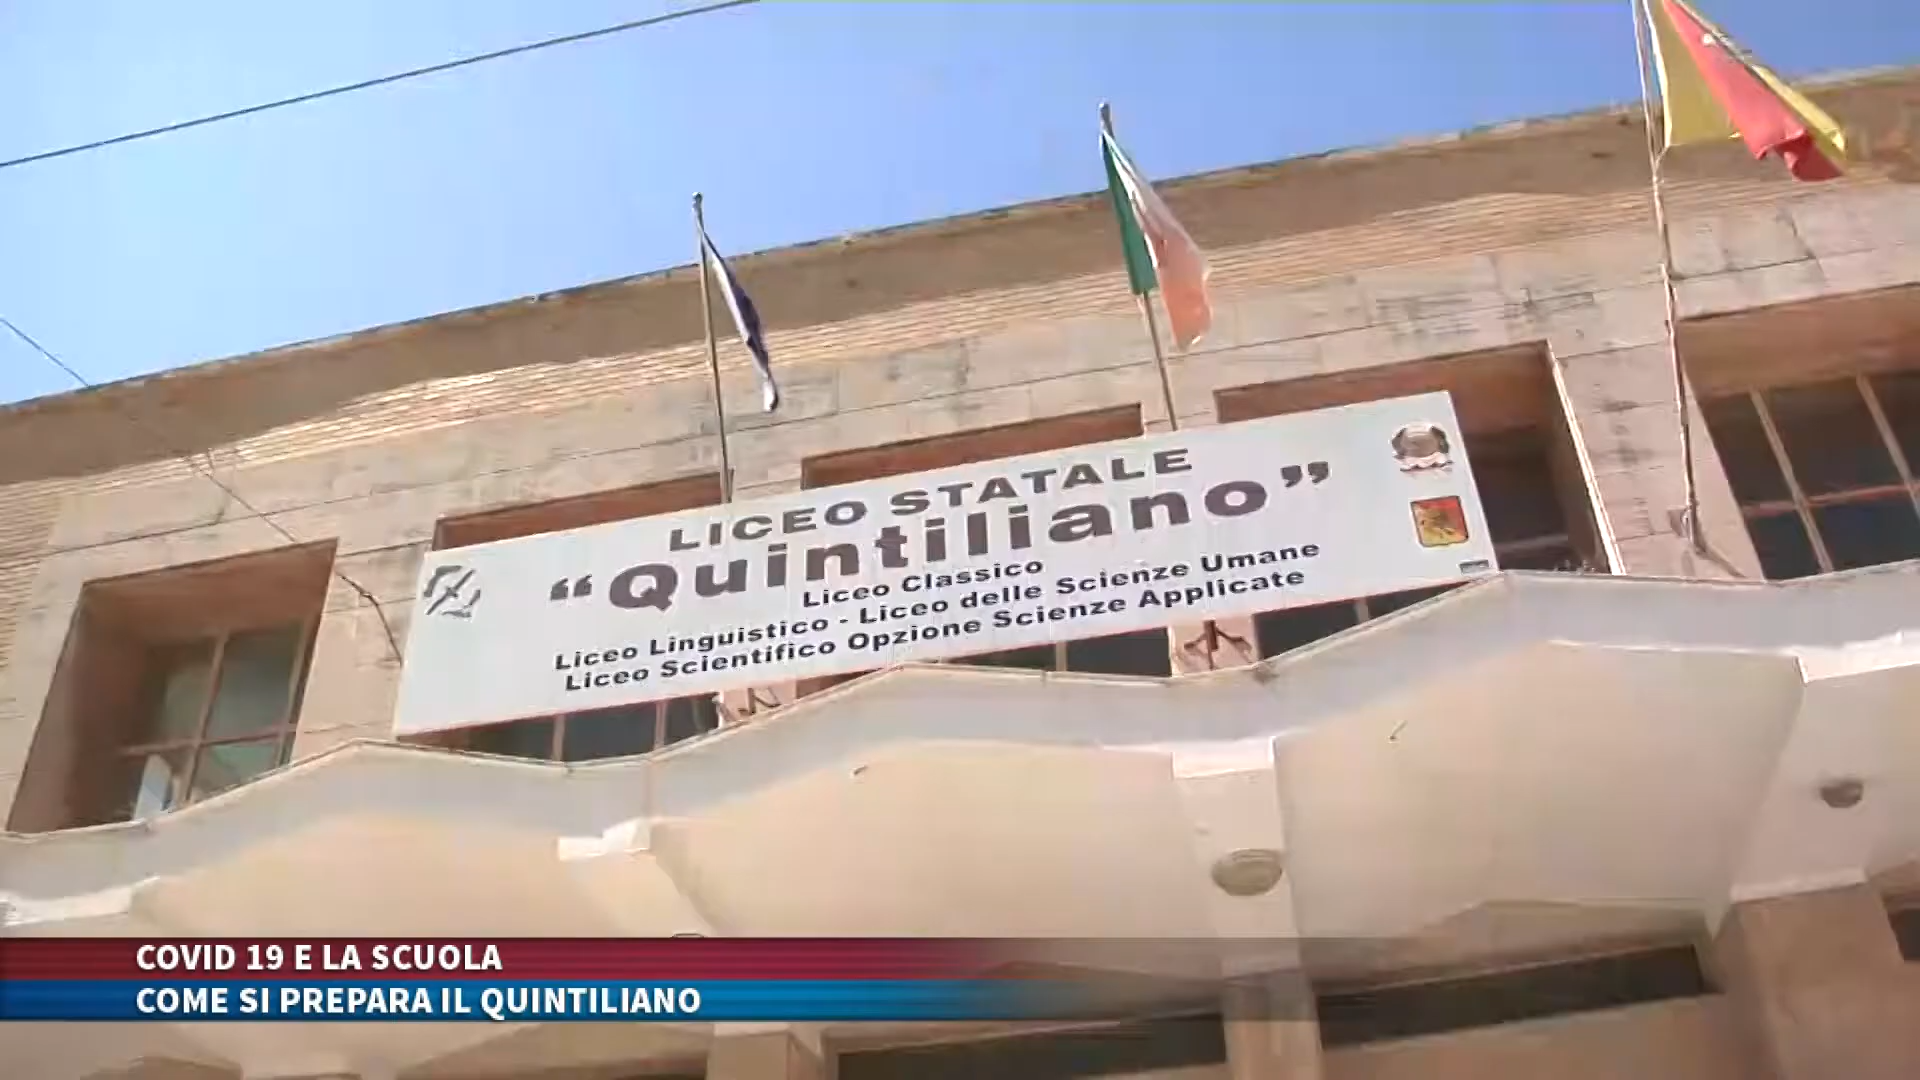 LICEO STATALE
“Quintiliano”
Liceo Classico
Liceo Linguistico - Liceo delle Scienze Umane
Liceo Scientifico Opzione Scienze Applicate
COVID 19 E LA SCUOLA
COME SI PREPARA IL QUINTILIANO